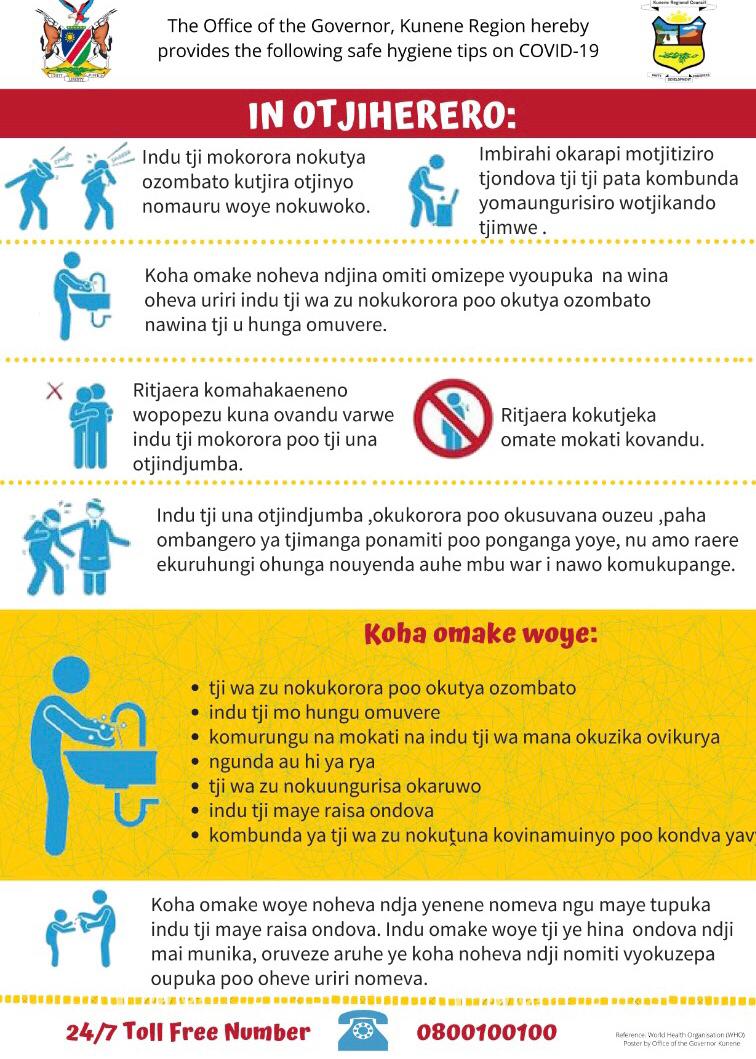 The Office of the Governor, Kunene Region hereby
provides the following safe hygiene tips on COVID-19
Kunene Regional Council
IN OTJIHERERO:
Indu tji mokorora nokutya
ozombato kutjira otjinyo
nomauru woye nokuwoko.
Imbirahi okarapi motjitiziro
tjondova tji tji pata kombunda
yomaungurisiro wotjikando
tjimwe .
Koha omake noheva ndjina omiti omizepe vyoupuka na wina
oheva uriri indu tji wa zu nokukorora poo okutya ozombato
nawina tji u hunga omuvere.
Ritjaera komahakaeneno
wopopezu kuna ovandu varwe
indu tji mokorora poo tji una
otjindjumba.
Ritjaera kokutjeka
omate mokati kovandu.
Indu tji una otjindjumba ,okukorora poo okusuvana ouzeu ,paha
ombangero ya tjimanga ponamiti poo ponganga yoye, nu amo raere
ekuruhungi ohunga nouyenda auhe mbu war i nawo komukupange.
Koha omake woye:
• tji wa zu nokukorora poo okutya ozombato
• indu tji mo hungu omuvere
• komurungu na mokati na indu tji wa mana okuzika ovikurya
• ngunda au hi ya rya
• tji wa zu nokuungurisa okaruwo
• indu tji maye raisa ondova
• kombunda ya tji wa zu nokuṱuna kovinamuinyo poo kondva yav
Koha omake woye noheva ndja yenene nomeva ngu maye tupuka
indu tji maye raisa ondova. Indu omake woye tji ye hina ondova ndji
mai munika, oruveze aruhe ye koha noheva ndji nomiti vyokuzepa
oupuka poo oheve uriri nomeva.
24/7 Toll Free Number
0800100100
Reference: World Health Organisation (WHO)
Poster by Office of the Governor Kunene